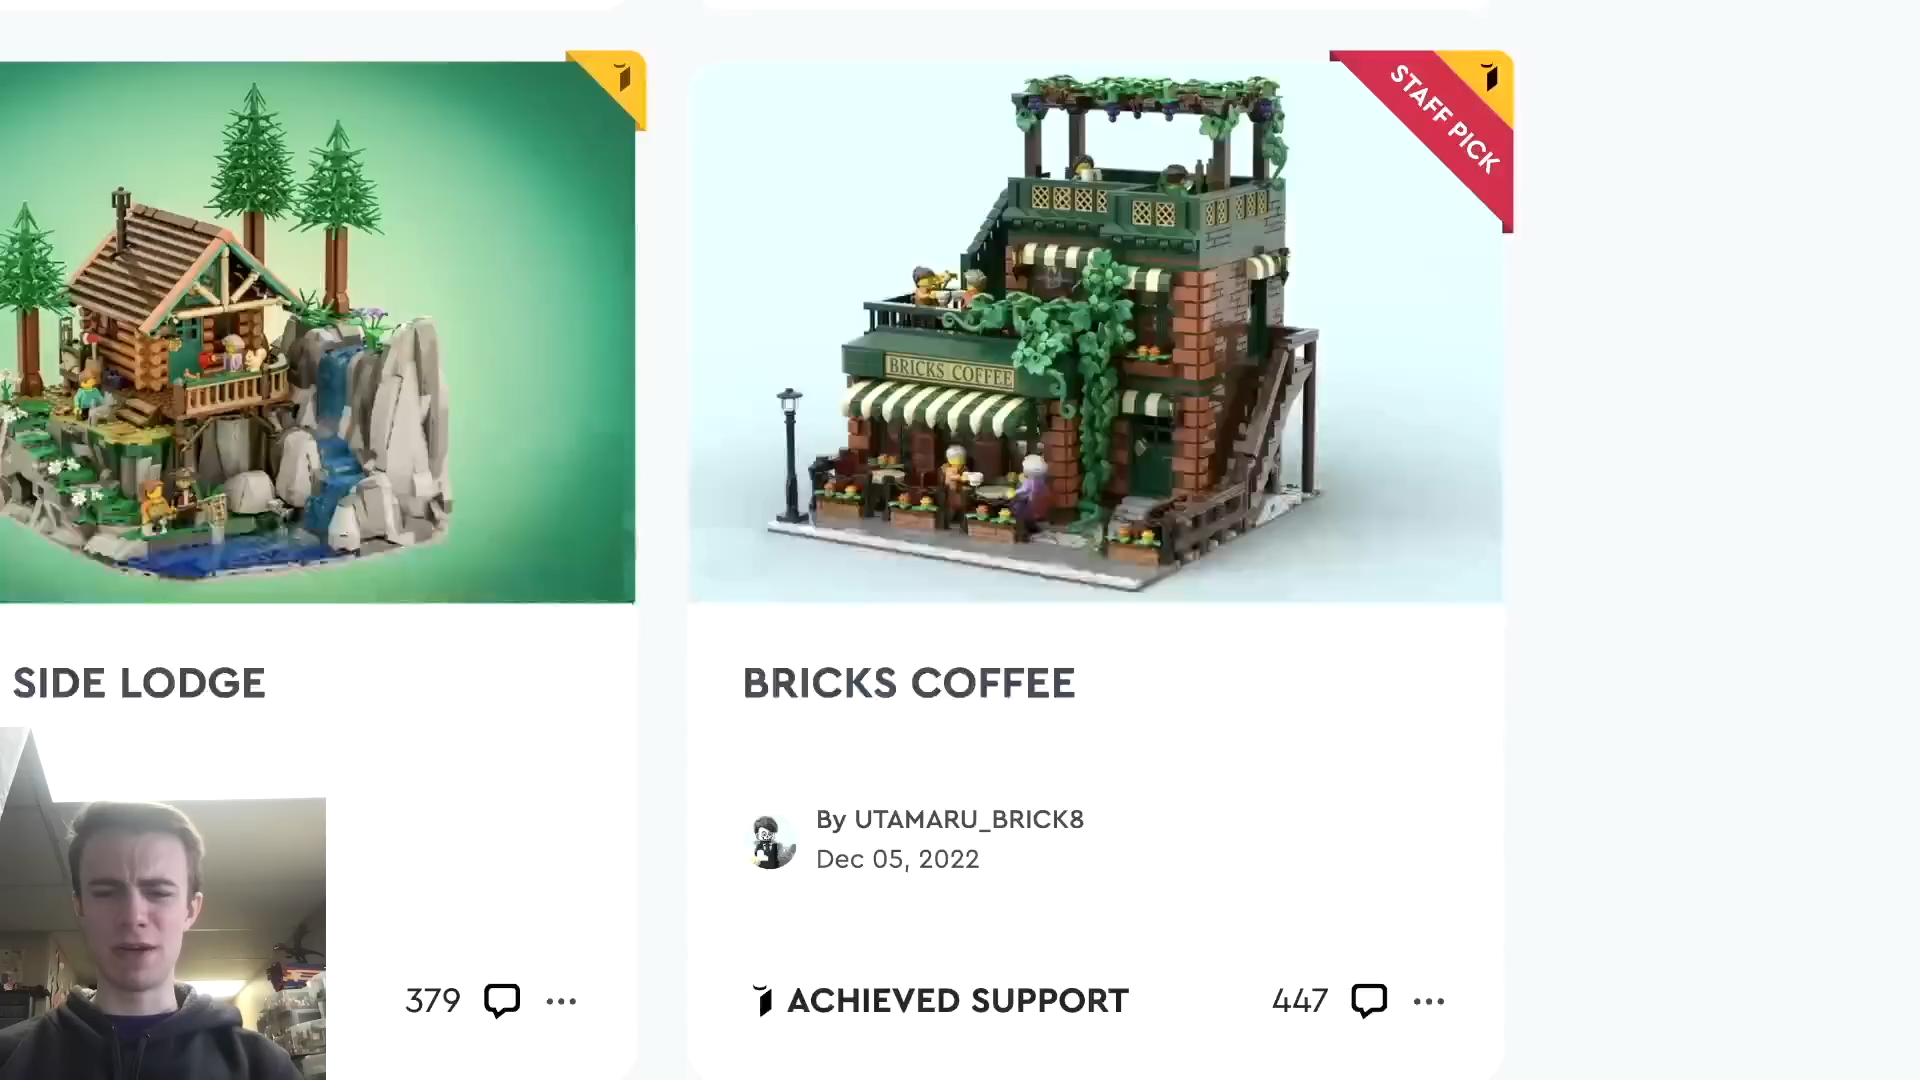 STAFF PICK
BRICKS COFFEE
SIDE LODGE
BRICKS COFFEE
By UTAMARU_BRICK8
Dec 05, 2022
379
ACHIEVED SUPPORT
447